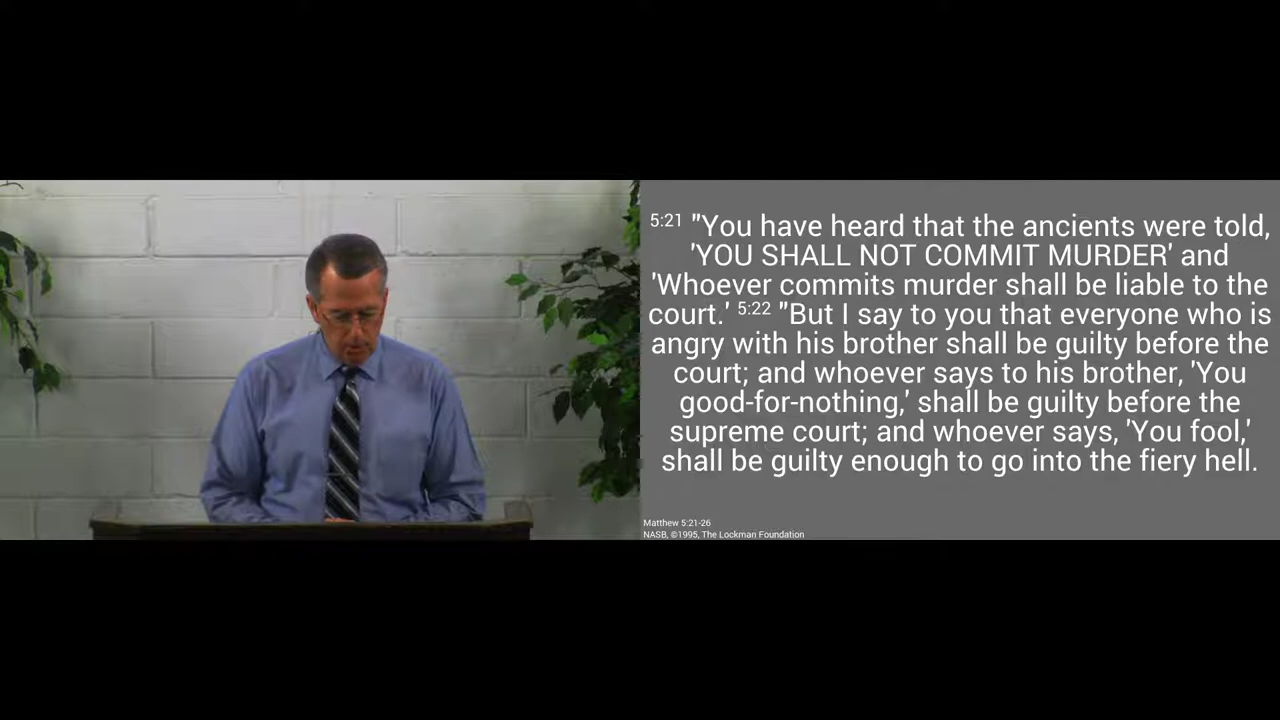 5:21 "You have heard that the ancients were told,
'YOU SHALL NOT COMMIT MURDER' and
'Whoever commits murder shall be liable to the
court.' 5:22 "But I say to you that everyone who is
angry with his brother shall be guilty before the
court; and whoever says to his brother, 'You
good-for-nothing,' shall be guilty before the
supreme court; and whoever says, 'You fool,'
shall be guilty enough to go into the fiery hell.
Matthew 5:21-26
NASB, ©1995, The Lockman Foundation